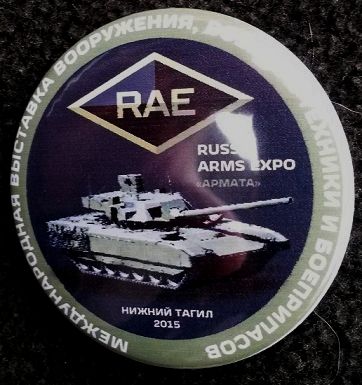 МЕЖДУНАРОДНАЯ ВЫСТАВКА ВООРУЖЕНИЯ, ТЕХНИКИ И БОЕПРИПАСОВ
RAE
RUSS
ARMS EXPO
«АРМАТА»
НИЖНИЙ ТАГИЛ
2015